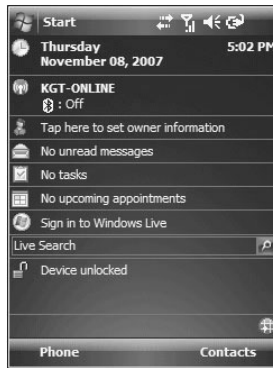 Start
Thursday 5:02 PM
November 08, 2007
KGT-ONLINE
: Off
Tap here to set owner information
No unread messages
No tasks
No upcoming appointments
Sign in to Windows Live
Live Search
Device unlocked
Phone Contacts